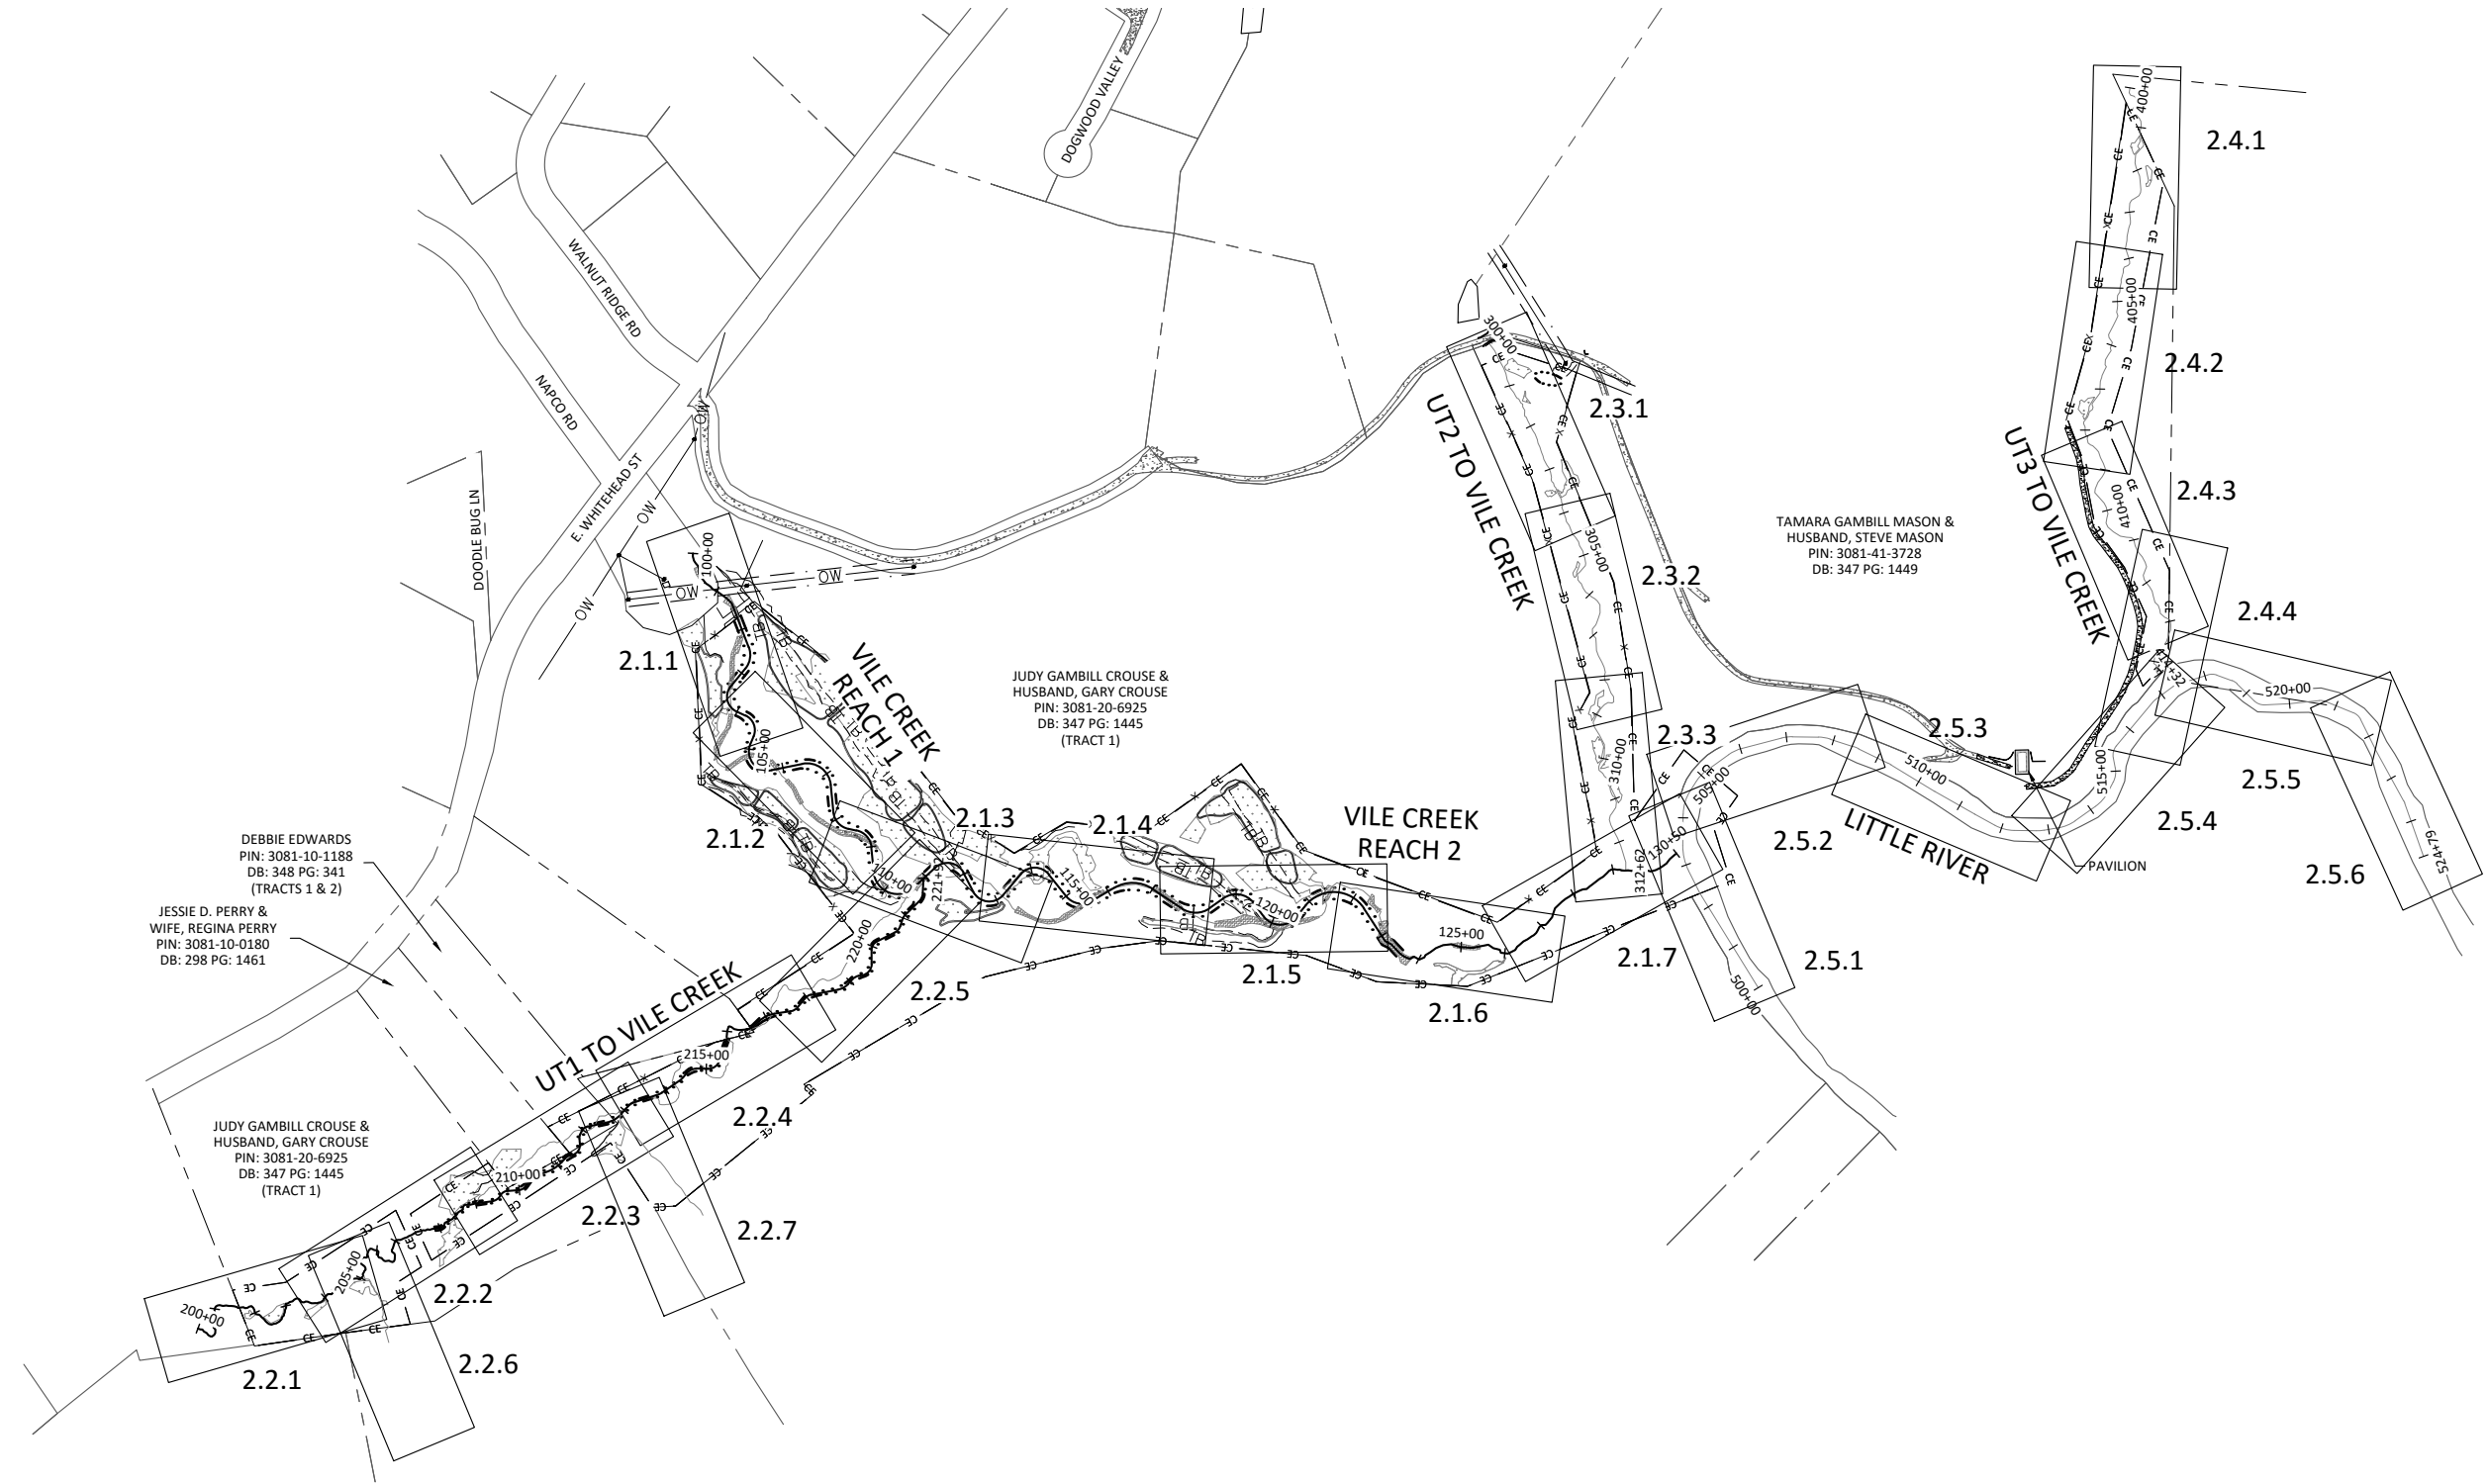 DOGWOOD VALLEY
WALNUT RIDGE RD
NAPCO RD
E. WHITEHEAD ST
DOODLE BUG LN
OW
OW
OW
OW
OW
400+00
2.4.1
405+00
2.4.2
410+00
2.4.3
2.4.4
414+32
UT3 TO VILE CREEK
300+00
2.3.1
UT2 TO VILE CREEK
305+00
2.3.2
310+00
2.3.3
312+62
TAMARA GAMBILL MASON &
HUSBAND, STEVE MASON
PIN: 3081-41-3728
DB: 347 PG: 1449
100+00
2.1.1
VILE CREEK
REACH 1
JUDY GAMBILL CROUSE &
HUSBAND, GARY CROUSE
PIN: 3081-20-6925
DB: 347 PG: 1445
(TRACT 1)
105+00
2.1.2
110+00
2.1.3
2.1.4
115+00
VILE CREEK
REACH 2
120+00
2.1.5
125+00
2.1.6
130+50
2.1.7
500+00
2.5.1
505+00
2.5.2
510+00
2.5.3
LITTLE RIVER
PAVILION
515+00
2.5.4
520+00
2.5.5
524+79
2.5.6
DEBBIE EDWARDS
PIN: 3081-10-1188
DB: 348 PG: 341
(TRACTS 1 & 2)
JESSIE D. PERRY &
WIFE, REGINA PERRY
PIN: 3081-10-0180
DB: 298 PG: 1461
221+92
220+00
2.2.5
UT1 TO VILE CREEK
215+00
2.2.4
JUDY GAMBILL CROUSE &
HUSBAND, GARY CROUSE
PIN: 3081-20-6925
DB: 347 PG: 1445
(TRACT 1)
210+00
2.2.3
2.2.7
205+00
2.2.2
200+00
2.2.1
2.2.6